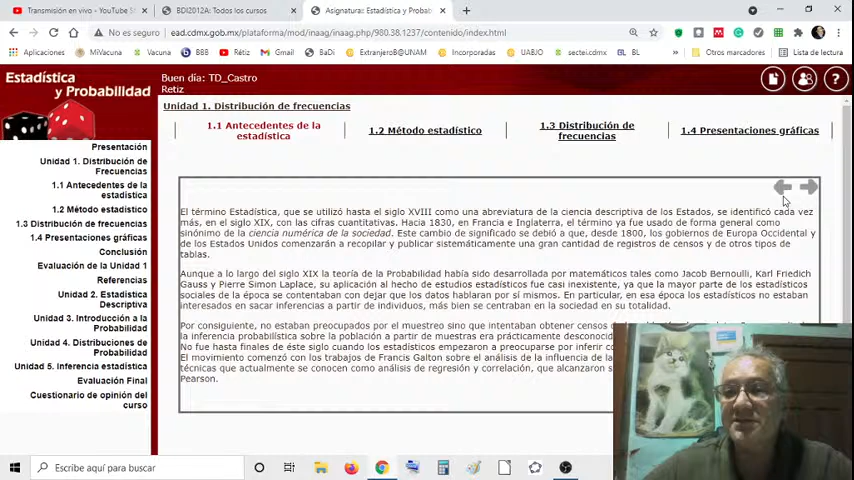 Transmisión en vivo - YouTube S
BDI2012A: Todos los cursos
Asignatura: Estadística y Probab
No es seguro
ead.cdmx.gob.mx/plataforma/mod/inaag/inaag.php/980.38.1237/contenido/index.html
Aplicaciones
MiVacuna
Vacunación
BBB
Rétiz
Gmail
BaDi
ExtranjeroB@UNAM
Incorporadas
UABJO
sectei.cdmx
BL
Otros marcadores
Lista de lectura
Estadística
y Probabilidad
Buen día: TD_Castro
Retiz
Presentación
Unidad 1. Distribución de
Frecuencias
1.1 Antecedentes de la
estadística
1.2 Método estadístico
1.3 Distribución de frecuencias
1.4 Presentaciones gráficas
Conclusión
Evaluación de la Unidad 1
Referencias
Unidad 2. Estadística
Descriptiva
Unidad 3. Introducción a la
Probabilidad
Unidad 4. Distribuciones de
Probabilidad
Unidad 5. Inferencia estadística
Evaluación Final
Cuestionario de opinión del
curso
Unidad 1. Distribución de frecuencias
1.1 Antecedentes de la
estadística
1.2 Método estadístico
1.3 Distribución de
frecuencias
1.4 Presentaciones gráficas
El término Estadística, que se utilizó hasta el siglo XVIII como una abreviatura de la ciencia descriptiva de los Estados, se identificó cada vez
más, en el siglo XIX, con las cifras cuantitativas. Hacia 1830, en Francia e Inglaterra, el término ya fue usado de forma general como
sinónimo de la ciencia numérica de la sociedad. Este cambio de significado se debió a que, desde 1800, los gobiernos de Europa Occidental y
de los Estados Unidos comenzarán a recopilar y publicar sistemáticamente una gran cantidad de registros de censos y de otros tipos de
tablas.
Aunque a lo largo del siglo XIX la teoría de la Probabilidad había sido desarrollada por matemáticos tales como Jacob Bernoulli, Karl Friedich
Gauss y Pierre Simon Laplace, su aplicación al hecho de estudios estadísticos fue casi inexistente, ya que la mayor parte de los estadísticos
sociales de la época se contentaban con dejar que los datos hablaran por sí mismos. En particular, en esa época los estadísticos no estaban
interesados en sacar inferencias a partir de individuos, mas bien se centraban en la sociedad en su totalidad.
Por consiguiente, no estaban preocupados por el muestreo sino que intentaban obtener censos
la inferencia probabilística sobre la población a partir de muestras era prácticamente desconocid
No fue hasta finales de éste siglo cuando los estadísticos empezaron a preocuparse por inferir co
El movimiento comenzó con los trabajos de Francis Galton sobre el análisis de la influencia de la
técnicas que actualmente se conocen como análisis de regresión y correlación, que alcanzaron s
Pearson.
Escribe aquí para buscar